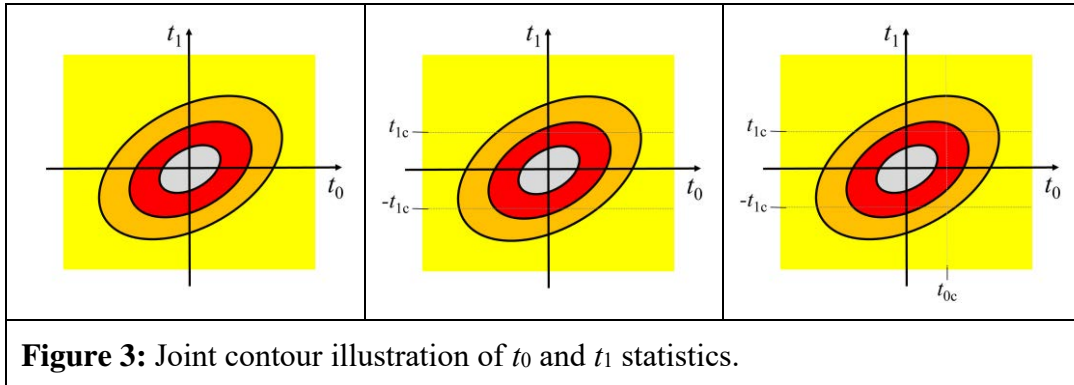 t₁
t₀
t₁
t₁c
-t₁c
t₀
t₁
t₁c
-t₁c
t₀
t₀c
Figure 3: Joint contour illustration of t₀ and t₁ statistics.